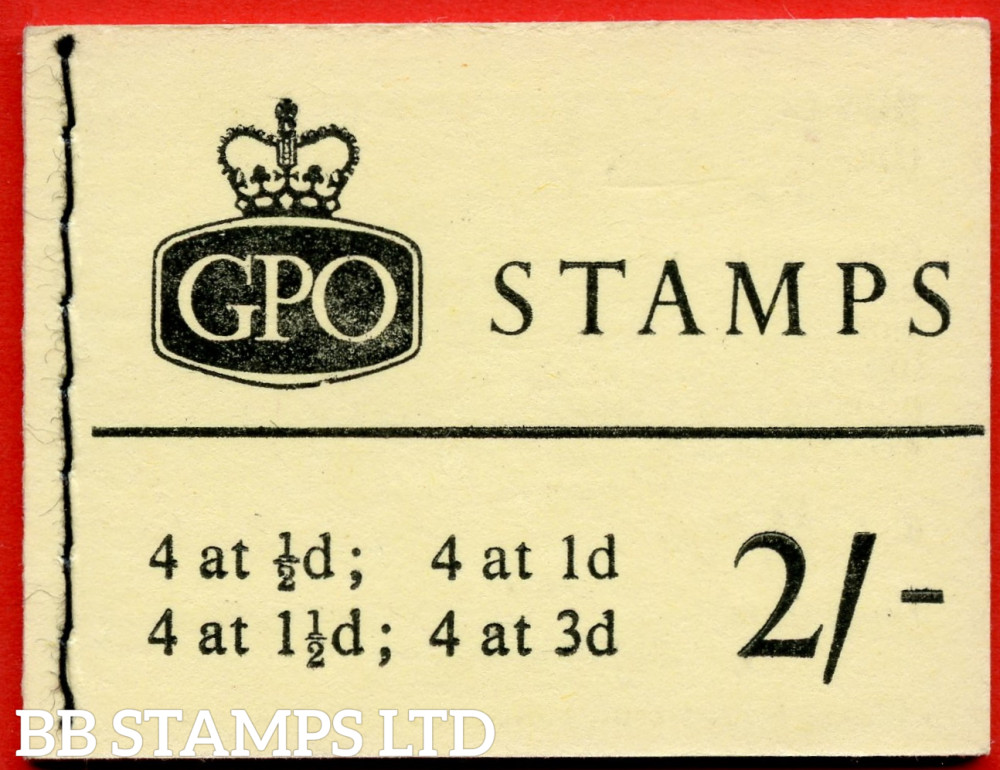 GPO STAMPS
4 at ½d; 4 at 1d
4 at 1½d; 4 at 3d
2/-
BB STAMPS LTD